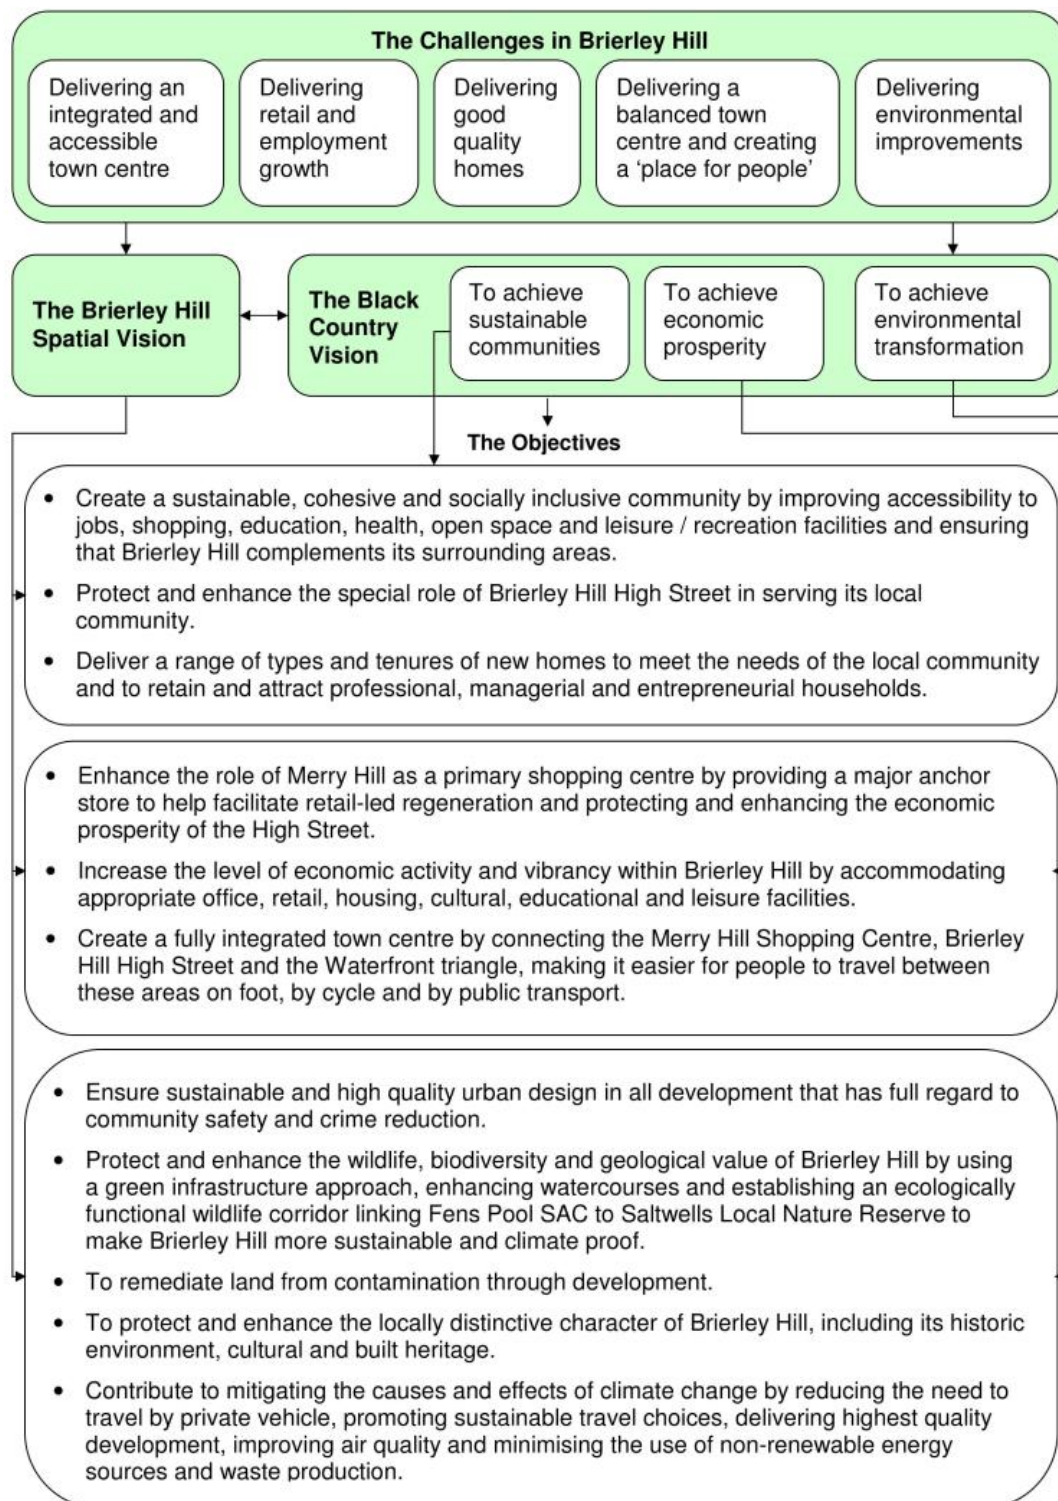 The Challenges in Brierley Hill
Delivering an
integrated and
accessible
town centre
Delivering
retail and
employment
growth
Delivering
good
quality
homes
Delivering a
balanced town
centre and creating
a ‘place for people’
Delivering
environmental
improvements
The Brierley Hill
Spatial Vision
The Black
Country
Vision
To achieve
sustainable
communities
To achieve
economic
prosperity
To achieve
environmental
transformation
The Objectives
• Create a sustainable, cohesive and socially inclusive community by improving accessibility to
jobs, shopping, education, health, open space and leisure / recreation facilities and ensuring
that Brierley Hill complements its surrounding areas.
• Protect and enhance the special role of Brierley Hill High Street in serving its local
community.
• Deliver a range of types and tenures of new homes to meet the needs of the local community
and to retain and attract professional, managerial and entrepreneurial households.
• Enhance the role of Merry Hill as a primary shopping centre by providing a major anchor
store to help facilitate retail-led regeneration and protecting and enhancing the economic
prosperity of the High Street.
• Increase the level of economic activity and vibrancy within Brierley Hill by accommodating
appropriate office, retail, housing, cultural, educational and leisure facilities.
• Create a fully integrated town centre by connecting the Merry Hill Shopping Centre, Brierley
Hill High Street and the Waterfront triangle, making it easier for people to travel between
these areas on foot, by cycle and by public transport.
• Ensure sustainable and high quality urban design in all development that has full regard to
community safety and crime reduction.
• Protect and enhance the wildlife, biodiversity and geological value of Brierley Hill by using
a green infrastructure approach, enhancing watercourses and establishing an ecologically
functional wildlife corridor linking Fens Pool SAC to Saltwells Local Nature Reserve to
make Brierley Hill more sustainable and climate proof.
• To remediate land from contamination through development.
• To protect and enhance the locally distinctive character of Brierley Hill, including its historic
environment, cultural and built heritage.
• Contribute to mitigating the causes and effects of climate change by reducing the need to
travel by private vehicle, promoting sustainable travel choices, delivering highest quality
development, improving air quality and minimising the use of non-renewable energy
sources and waste production.